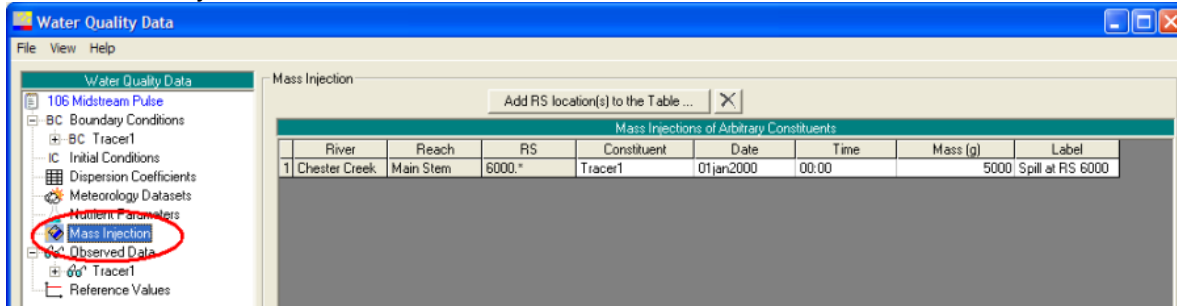 Water Quality Data
File View Help
Water Quality Data
106 Midstream Pulse
BC Boundary Conditions
BC Tracer1
IC Initial Conditions
Dispersion Coefficients
Meteorology Datasets
Nutrient Parameters
Mass Injection
Observed Data
Tracer1
Reference Values
Mass Injection
Add RS location(s) to the Table ...
Mass Injections of Arbitrary Constituents
River Reach RS Constituent Date Time Mass (g) Label
1 Chester Creek Main Stem 6000.* Tracer1 01jan2000 00:00 5000 Spill at RS 6000